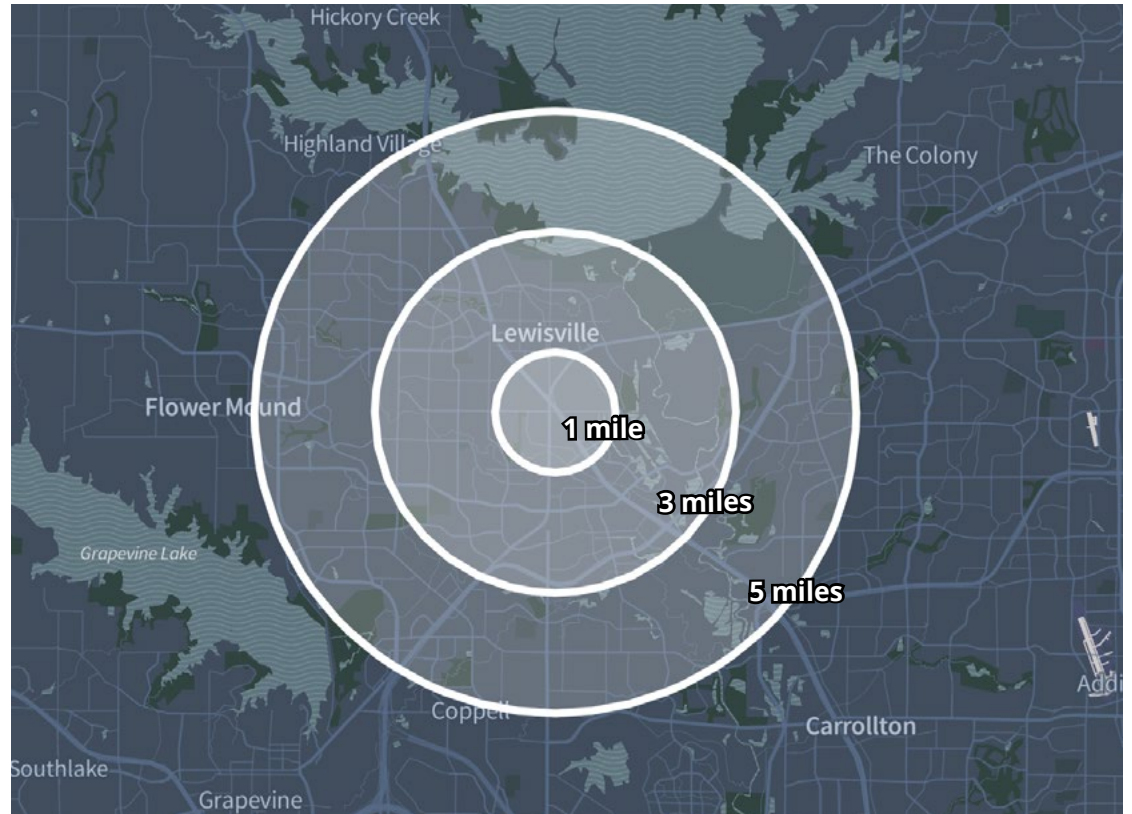 Hickory Creek
Highland Village
The Colony
Lewisville
Flower Mound
1 mile
3 miles
Grapevine Lake
5 miles
Addi
Coppell
Carrollton
Southlake
Grapevine